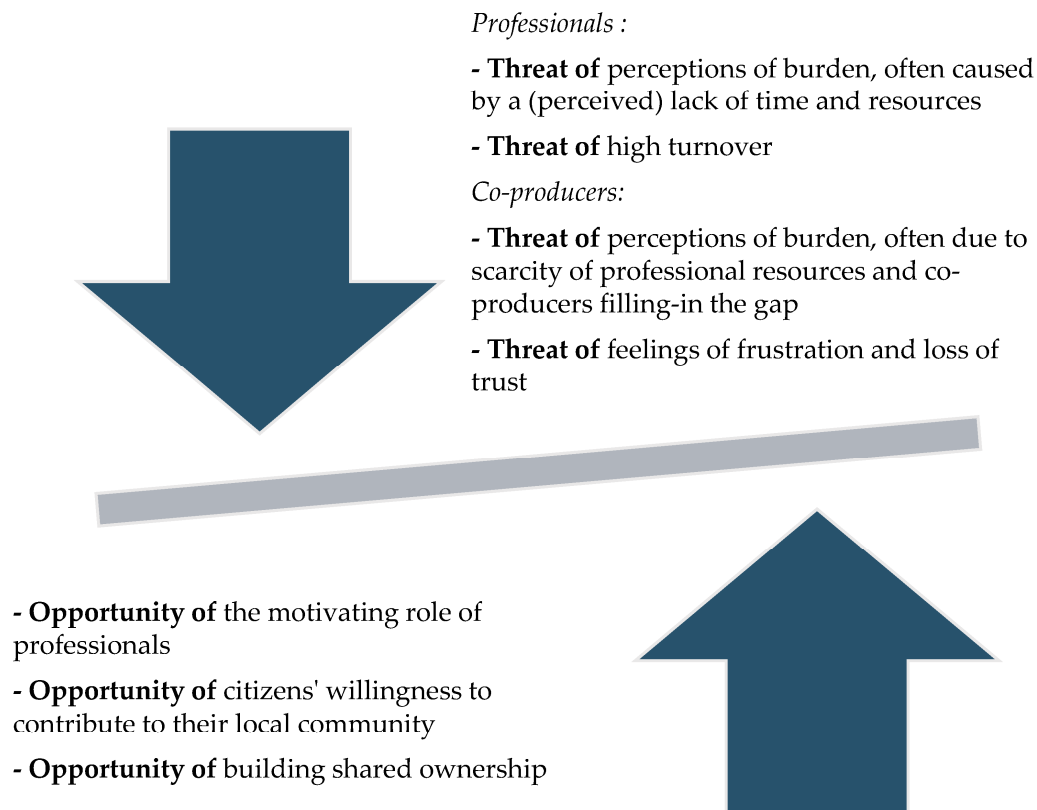 Professionals :
- Threat of perceptions of burden, often caused
by a (perceived) lack of time and resources
- Threat of high turnover
Co-producers:
- Threat of perceptions of burden, often due to
scarcity of professional resources and co-
producers filling-in the gap
- Threat of feelings of frustration and loss of
trust
- Opportunity of the motivating role of
professionals
- Opportunity of citizens' willingness to
contribute to their local community
- Opportunity of building shared ownership